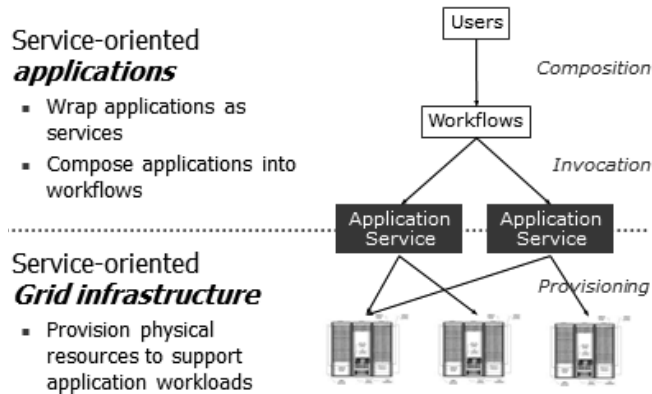 Service-oriented
applications
▪ Wrap applications as
services
▪ Compose applications into
workflows
Users
Composition
Workflows
Invocation
Application
Service
Application
Service
Service-oriented
Grid infrastructure
▪ Provision physical
resources to support
application workloads
Provisioning